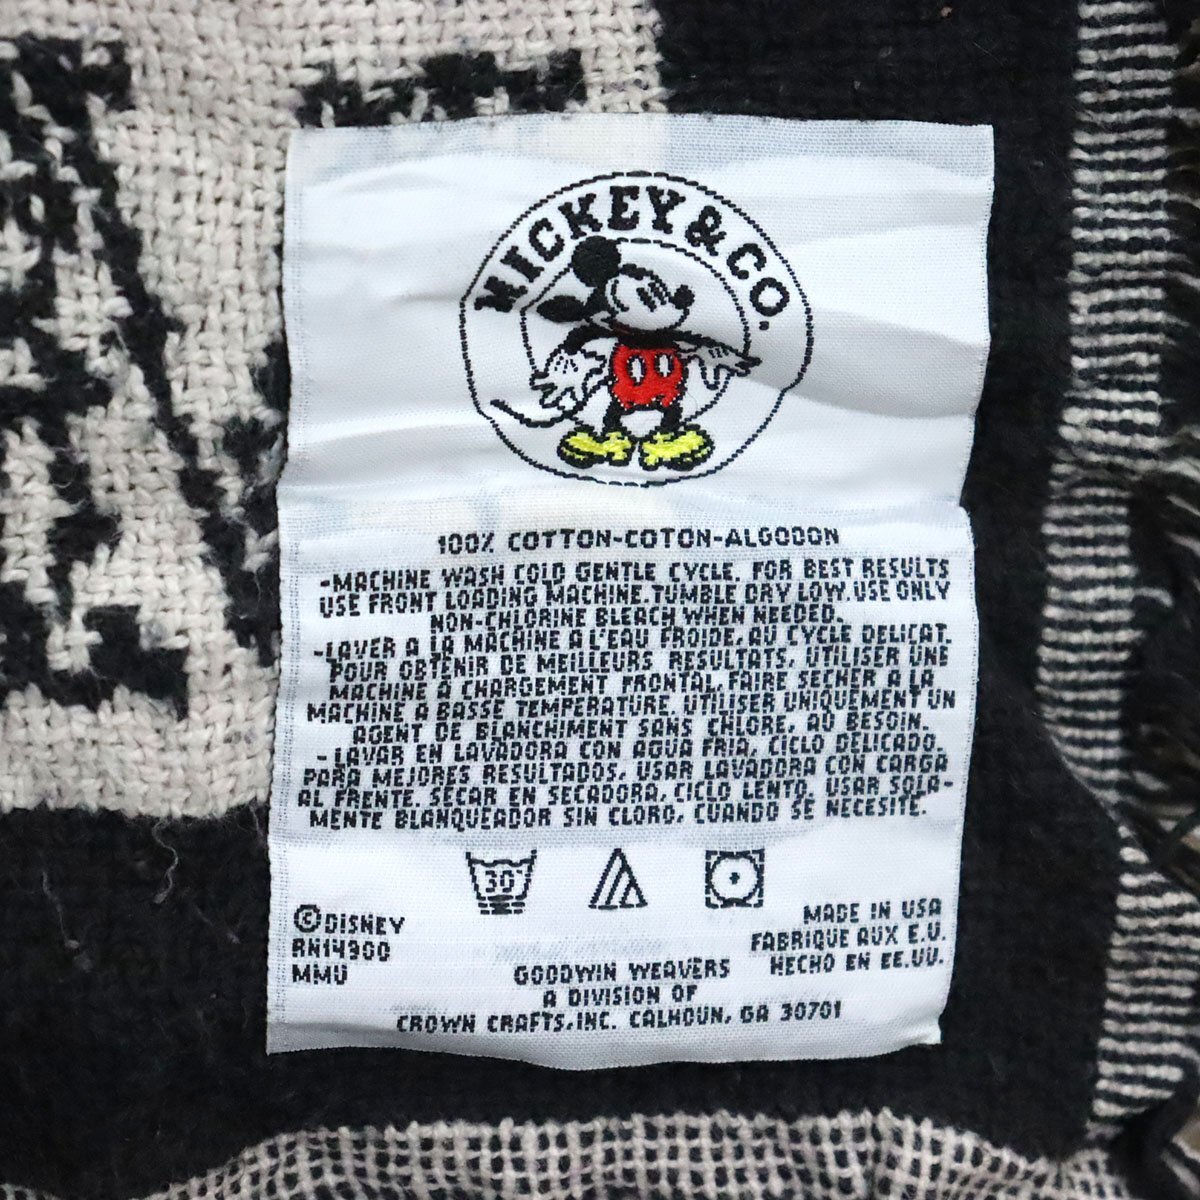 MICKEY & CO.
100% COTTON-COTON-ALGODON
-MACHINE WASH COLD GENTLE CYCLE. FOR BEST RESULTS
USE FRONT LOADING MACHINE. TUMBLE DRY LOW. USE ONLY
NON-CHLORINE BLEACH WHEN NEEDED.
-LAVER A LA MACHINE A L'EAU FROIDE, AU CYCLE DELICAT.
POUR OBTENIR DE MEILLEURS RESULTATS, UTILISER UNE
MACHINE A CHARGEMENT FRONTAL. FAIRE SECHER A LA
MACHINE A BASSE TEMPERATURE. UTILISER UNIQUEMENT UN
AGENT DE BLANCHIMENT SANS CHLORE, AU BESOIN.
-LAVAR EN LAVADORA CON AGUA FRIA, CICLO DELICADO.
PARA MEJORES RESULTADOS, USAR LAVADORA CON CARGA
AL FRENTE. SECAR EN SECADORA, CICLO LENTO. USAR SOLA-
MENTE BLANQUEADOR SIN CLORO, CUANDO SE NECESITE.
30°
©DISNEY
RN14900
MMU
MADE IN USA
FABRIQUE AUX E.U.
HECHO EN EE.UU.
GOODWIN WEAVERS
A DIVISION OF
CROWN CRAFTS, INC. CALHOUN, GA 30701